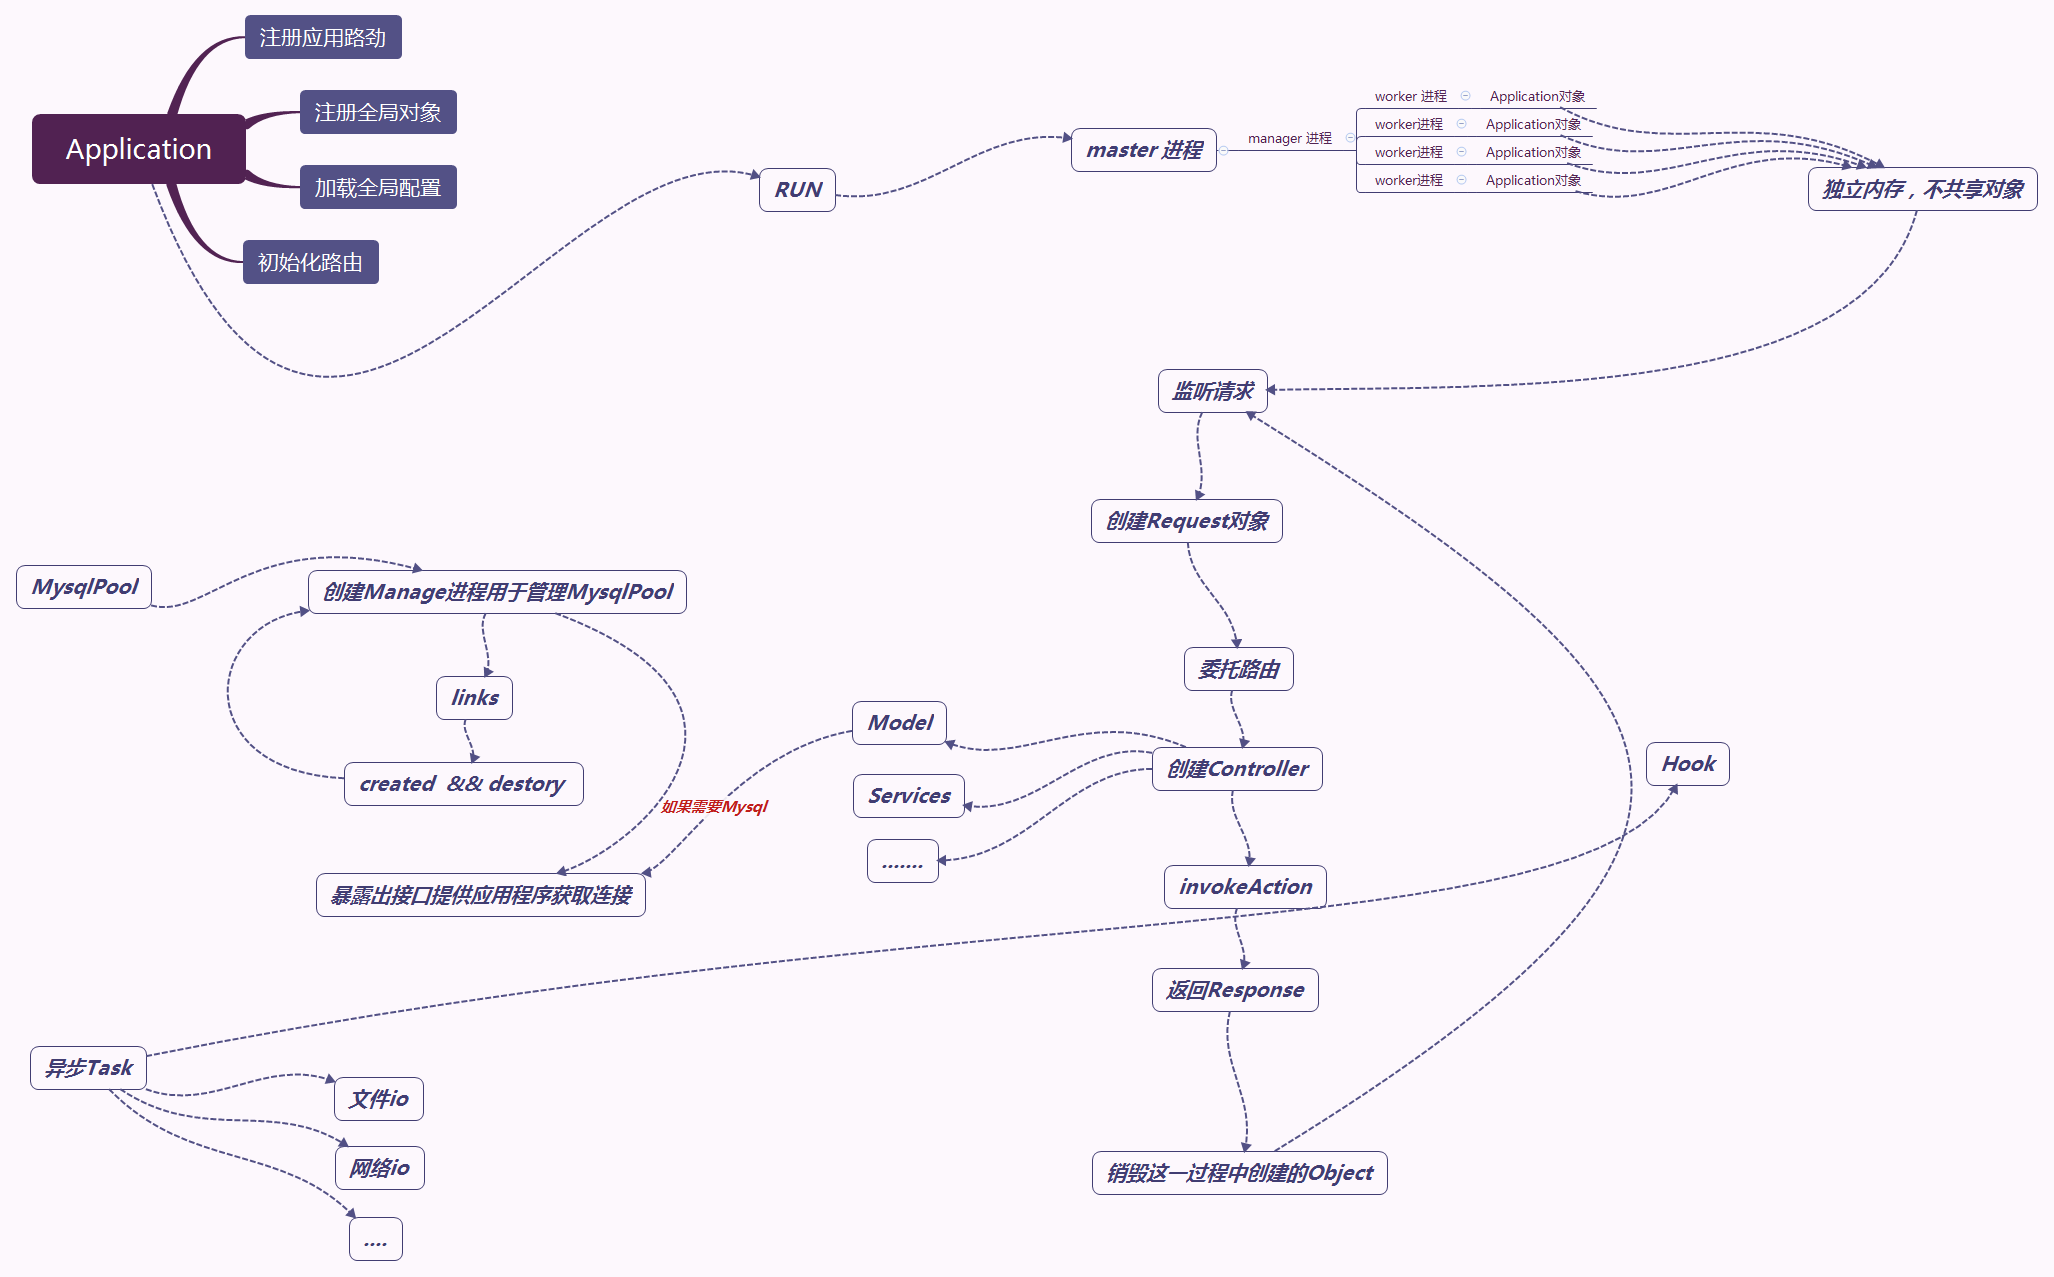 注册应用路劲
注册全局对象
Application
加载全局配置
初始化路由
RUN
master 进程
manager 进程
worker 进程
Application对象
worker进程
Application对象
worker进程
Application对象
worker进程
Application对象
独立内存，不共享对象
监听请求
创建Request对象
委托路由
创建Controller
Model
Services
.......
invokeAction
返回Response
销毁这一过程中创建的Object
Hook
MysqlPool
创建Manage进程用于管理MysqlPool
links
created && destory
如果需要Mysql
暴露出接口提供应用程序获取连接
异步Task
文件io
网络io
....